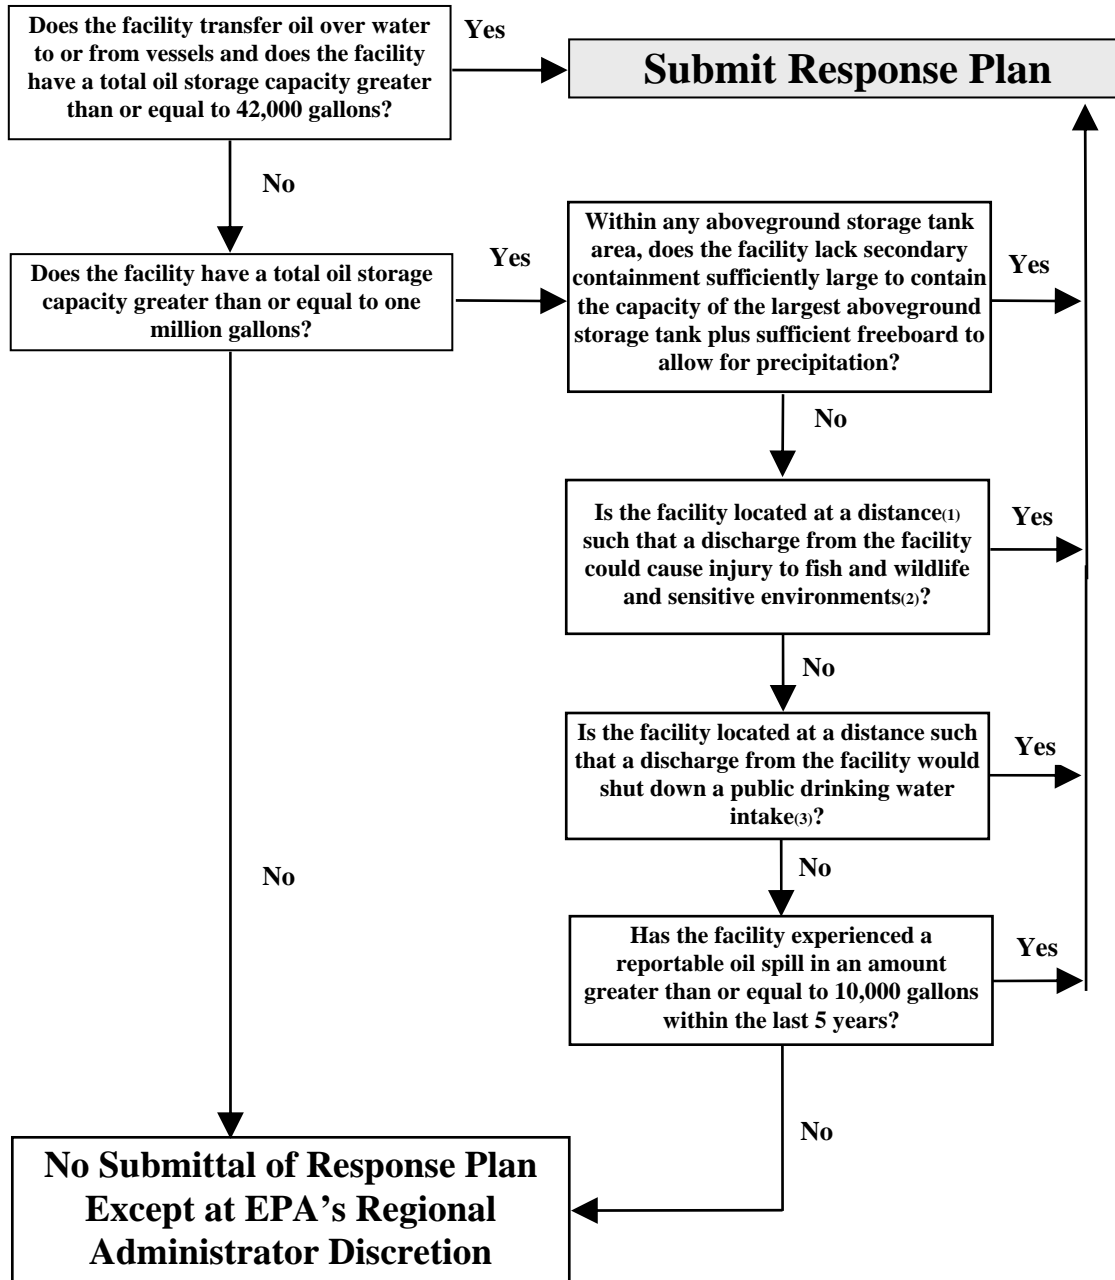 Does the facility transfer oil over water
to or from vessels and does the facility
have a total oil storage capacity greater
than or equal to 42,000 gallons?
Yes
Submit Response Plan
No
Does the facility have a total oil storage
capacity greater than or equal to one
million gallons?
Yes
Within any aboveground storage tank
area, does the facility lack secondary
containment sufficiently large to contain
the capacity of the largest aboveground
storage tank plus sufficient freeboard to
allow for precipitation?
Yes
No
Is the facility located at a distance(1)
such that a discharge from the facility
could cause injury to fish and wildlife
and sensitive environments(2)?
Yes
No
Is the facility located at a distance such
that a discharge from the facility would
shut down a public drinking water
intake(3)?
Yes
No
No
Has the facility experienced a
reportable oil spill in an amount
greater than or equal to 10,000 gallons
within the last 5 years?
Yes
No
No Submittal of Response Plan
Except at EPA’s Regional
Administrator Discretion